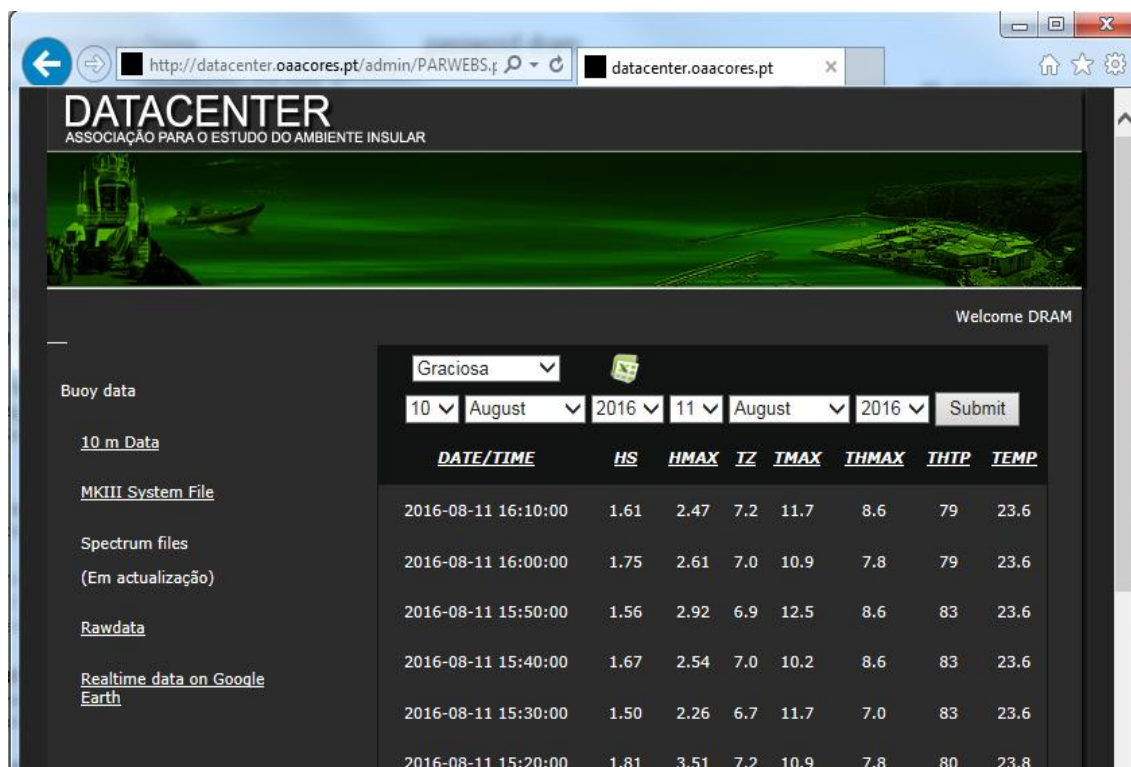 http://datacenter.oaacores.pt/admin/PARWEBS.p
datacenter.oaacores.pt
DATACENTER
ASSOCIAÇÃO PARA O ESTUDO DO AMBIENTE INSULAR
Welcome DRAM
Graciosa
Buoy data
10 August 2016 11 August 2016 Submit
10 m Data
DATE/TIME HS HMAX TZ TMAX THMAX THTP TEMP
MKIII System File
2016-08-11 16:10:00 1.61 2.47 7.2 11.7 8.6 79 23.6
Spectrum files
(Em actualização)
2016-08-11 16:00:00 1.75 2.61 7.0 10.9 7.8 79 23.6
Rawdata
2016-08-11 15:50:00 1.56 2.92 6.9 12.5 8.6 83 23.6
2016-08-11 15:40:00 1.67 2.54 7.0 10.2 8.6 83 23.6
Realtime data on Google
Earth
2016-08-11 15:30:00 1.50 2.26 6.7 11.7 7.0 83 23.6
2016-08-11 15:20:00 1.81 3.51 7.2 10.9 7.8 80 23.8